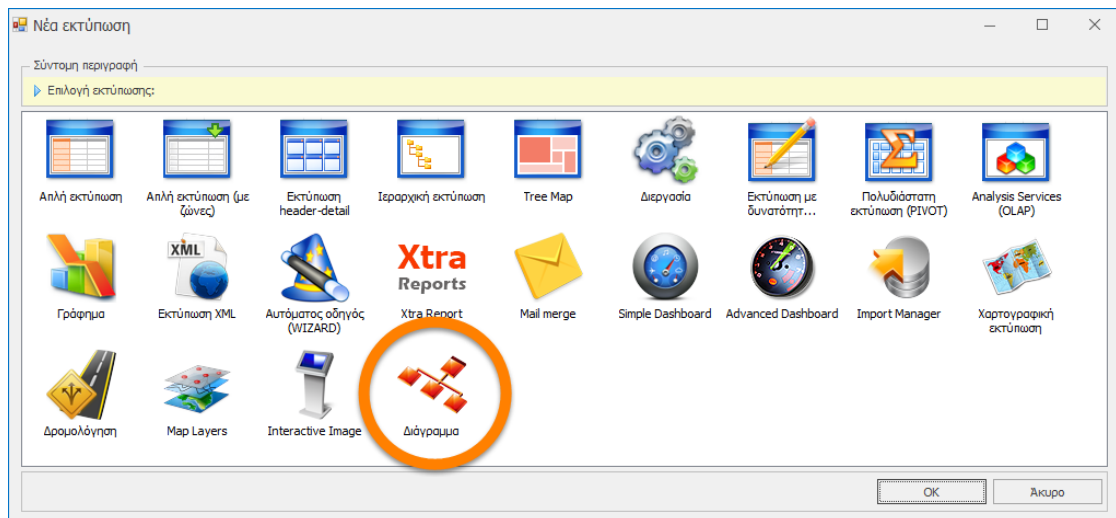 Νέα εκτύπωση
Σύντομη περιγραφή
Επιλογή εκτύπωσης:
Απλή εκτύπωση
Απλή εκτύπωση (με
ζώνες)
Εκτύπωση
header-detail
Ιεραρχική εκτύπωση
Tree Map
Διεργασία
Εκτύπωση με
δυνατότητ...
Πολυδιάστατη
εκτύπωση (PIVOT)
Analysis Services
(OLAP)
Γράφημα
XML
Εκτύπωση XML
Αυτόματος οδηγός
(WIZARD)
Xtra
Reports
Xtra Report
Mail merge
Simple Dashboard
Advanced Dashboard
Import Manager
Χαρτογραφική
εκτύπωση
Δρομολόγηση
Map Layers
Interactive Image
Διάγραμμα
OK
Άκυρο